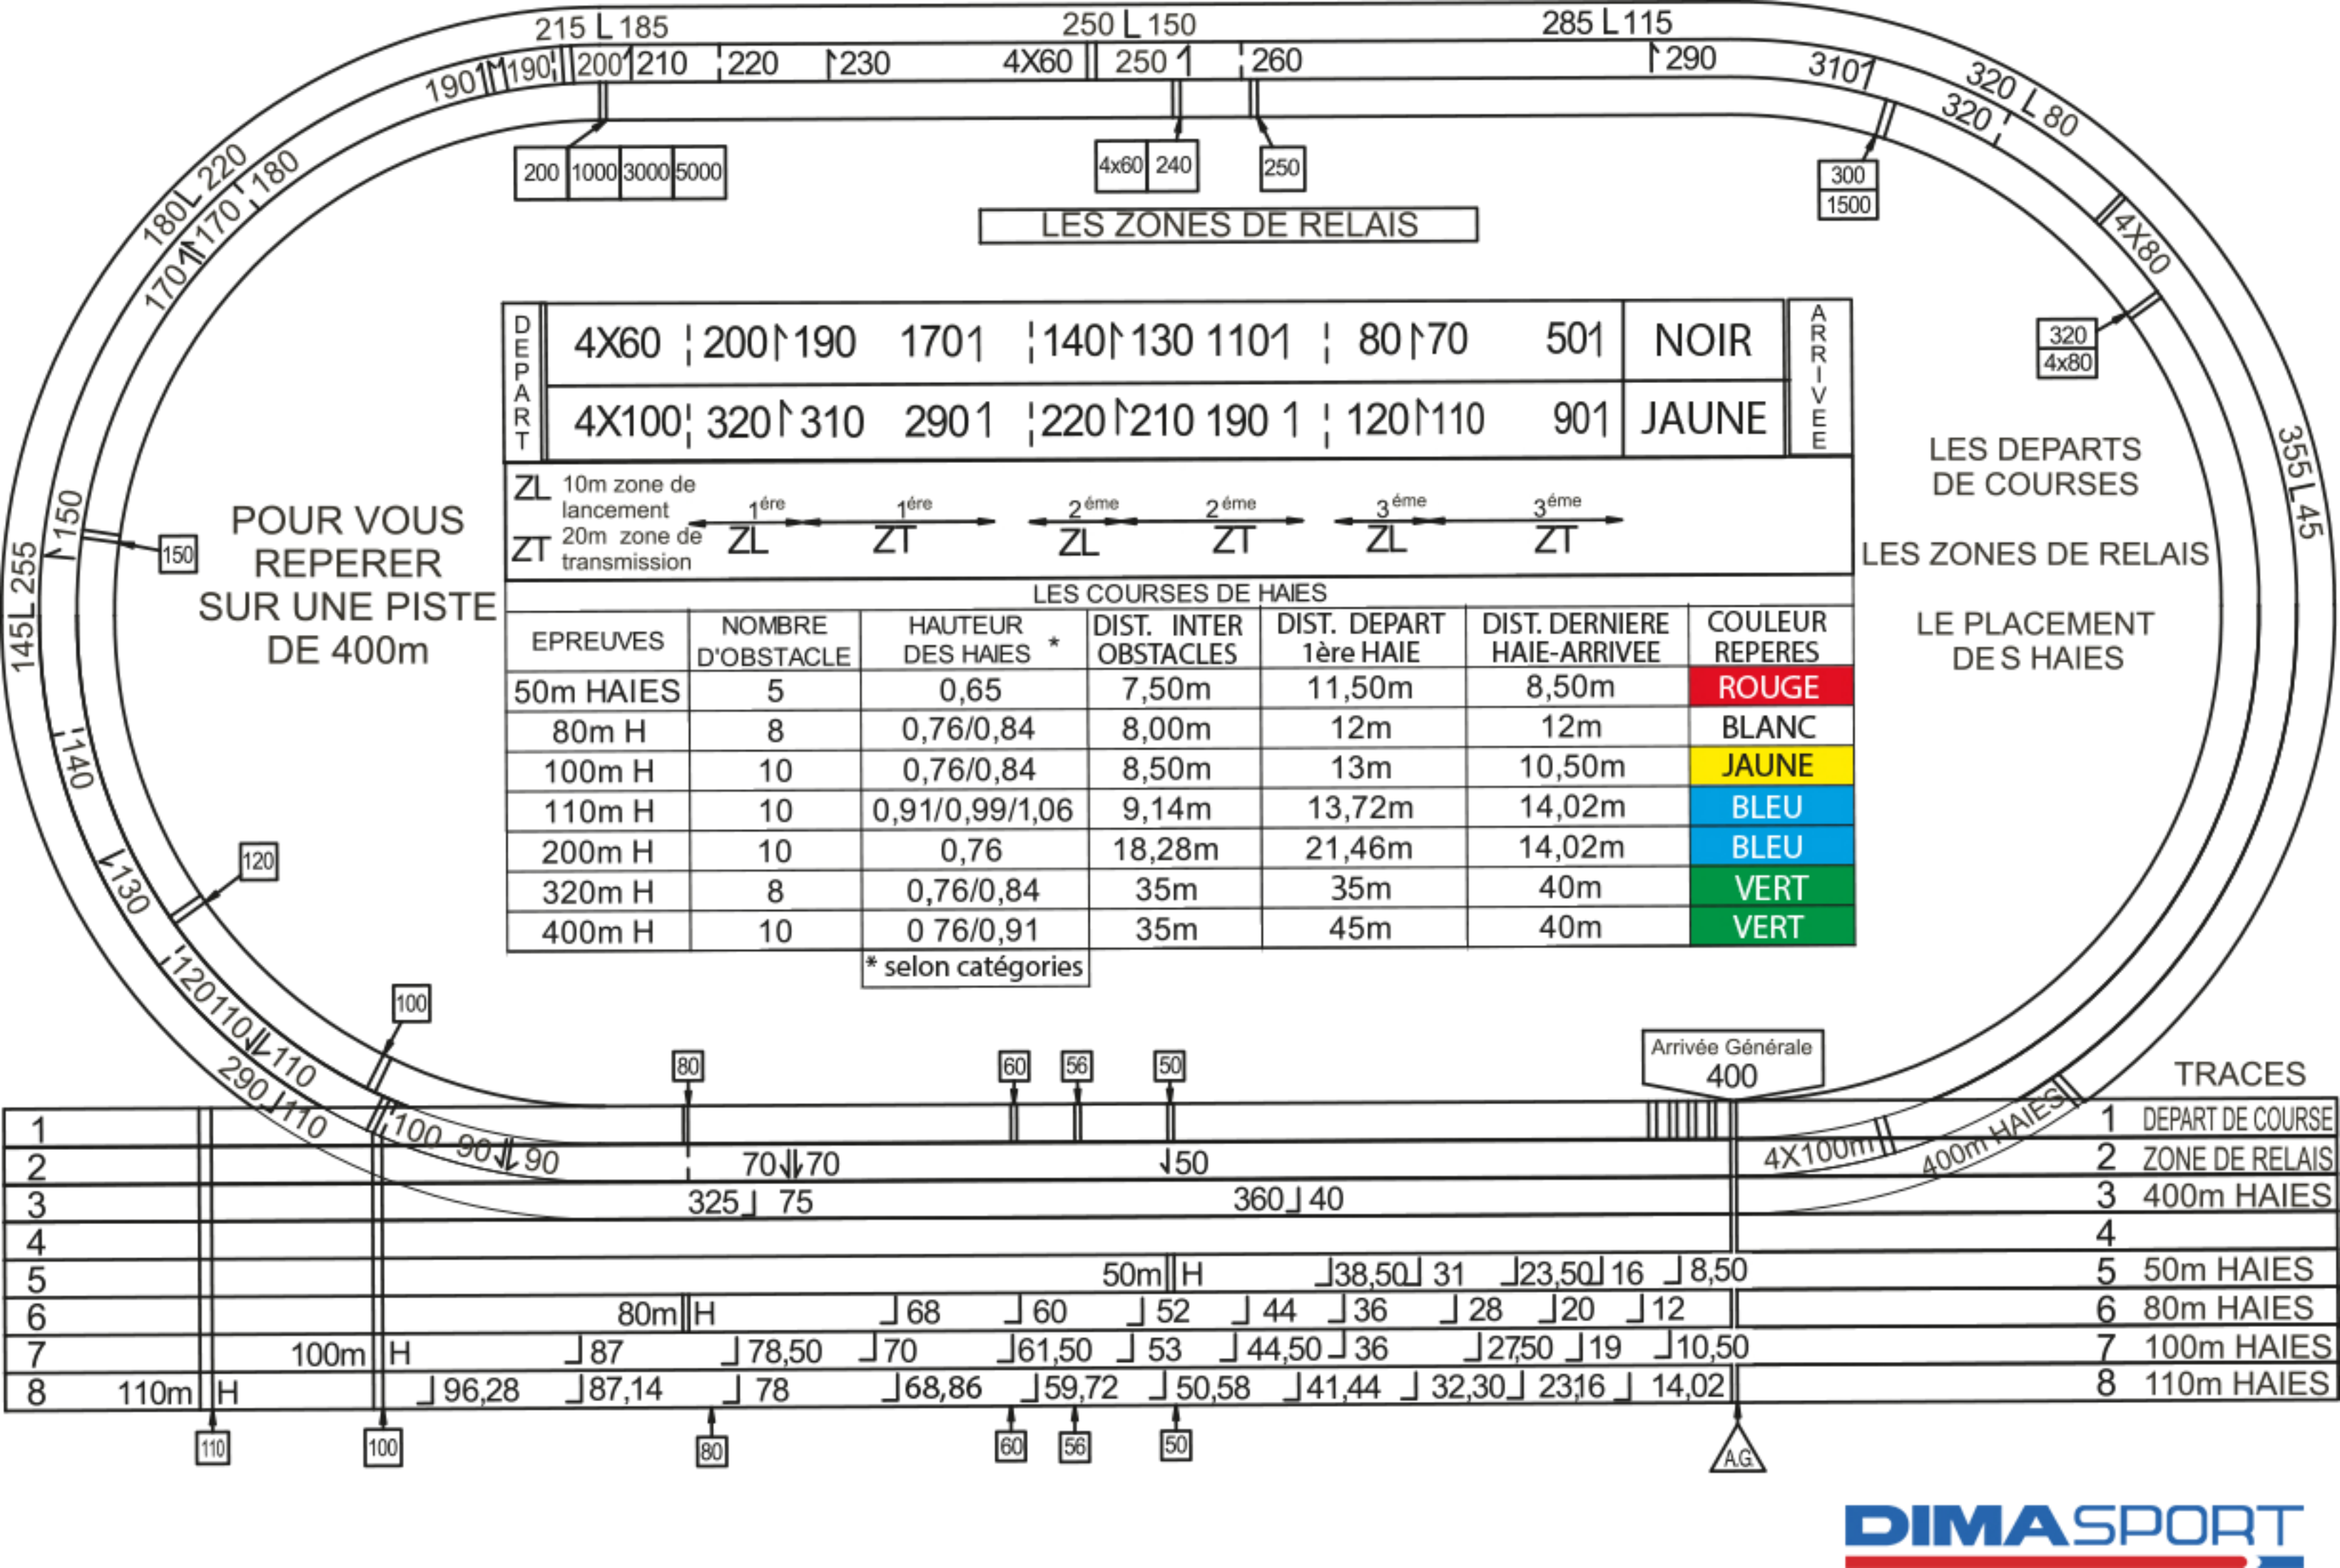 215 L 185
250 L 150
285 L 115
190 190 200 210 220 230 4X60 250 260 290 310
320 L 80
320
200 1000 3000 5000
4x60 240
250
300
1500
180 L 220
170 170 180
4X80
320
4x80
355 L 45
LES ZONES DE RELAIS
DEPART
4X60 200 190 170 140 130 110 80 70 50 NOIR
4X100 320 310 290 220 210 190 120 110 90 JAUNE
ARRIVEE
ZL 10m zone de
lancement
ZT 20m zone de
transmission
1ére 1ére 2éme 2éme 3éme 3éme
ZL ZT ZL ZT ZL ZT
POUR VOUS
REPERER
SUR UNE PISTE
DE 400m
LES DEPARTS
DE COURSES
LES ZONES DE RELAIS
LE PLACEMENT
DES HAIES
LES COURSES DE HAIES
EPREUVES NOMBRE D'OBSTACLE HAUTEUR DES HAIES * DIST. INTER OBSTACLES DIST. DEPART 1ère HAIE DIST. DERNIERE HAIE-ARRIVEE COULEUR REPERES
50m HAIES 5 0,65 7,50m 11,50m 8,50m ROUGE
80m H 8 0,76/0,84 8,00m 12m 12m BLANC
100m H 10 0,76/0,84 8,50m 13m 10,50m JAUNE
110m H 10 0,91/0,99/1,06 9,14m 13,72m 14,02m BLEU
200m H 10 0,76 18,28m 21,46m 14,02m BLEU
320m H 8 0,76/0,84 35m 35m 40m VERT
400m H 10 0 76/0,91 35m 45m 40m VERT
* selon catégories
150
150
145 L 255
140
130
120
120 110 110
290 110
100
80
60
56
50
Arrivée Générale
400
TRACES
1 1 DEPART DE COURSE
100 90 90
2 70 70 50 4X100m 400m HAIES 2 ZONE DE RELAIS
3 325 75 360 40 3 400m HAIES
4 4
5 50m H 38,50 31 23,50 16 8,50 5 50m HAIES
6 80m H 68 60 52 44 36 28 20 12 6 80m HAIES
7 100m H 87 78,50 70 61,50 53 44,50 36 27,50 19 10,50 7 100m HAIES
8 110m H 96,28 87,14 78 68,86 59,72 50,58 41,44 32,30 23,16 14,02 8 110m HAIES
110 100 80 60 56 50 A.G.
DIMASPORT